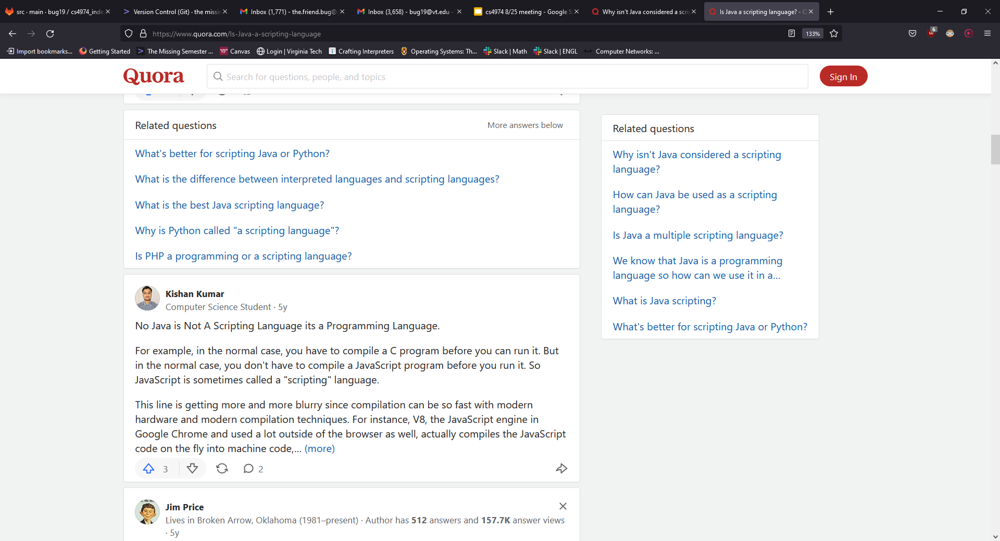 src · main · bug19 / cs4974_inde
Version Control (Git) · the missin
Inbox (1,771) - the.friend.bug@g
Inbox (3,658) - bug19@vt.edu -
cs4974 8/25 meeting - Google S
Why isn't Java considered a scri
Is Java a scripting language? - Q
https://www.quora.com/Is-Java-a-scripting-language
133%
6
Import bookmarks...
Getting Started
The Missing Semester ...
Canvas
Login | Virginia Tech
Crafting Interpreters
Operating Systems: Th...
Slack | Math
Slack | ENGL
Computer Networks: ...
Quora
Search for questions, people, and topics
Sign In
Related questions
More answers below
What's better for scripting Java or Python?
What is the difference between interpreted languages and scripting languages?
What is the best Java scripting language?
Why is Python called "a scripting language"?
Is PHP a programming or a scripting language?
Kishan Kumar
Computer Science Student · 5y
No Java is Not A Scripting Language its a Programming Language.
For example, in the normal case, you have to compile a C program before you can run it. But
in the normal case, you don't have to compile a JavaScript program before you run it. So
JavaScript is sometimes called a "scripting" language.
This line is getting more and more blurry since compilation can be so fast with modern
hardware and modern compilation techniques. For instance, V8, the JavaScript engine in
Google Chrome and used a lot outside of the browser as well, actually compiles the JavaScript
code on the fly into machine code,... (more)
3
2
Jim Price
Lives in Broken Arrow, Oklahoma (1981–present) · Author has 512 answers and 157.7K answer views
· 5y
Related questions
Why isn't Java considered a scripting
language?
How can Java be used as a scripting
language?
Is Java a multiple scripting language?
We know that Java is a programming
language so how can we use it in a...
What is Java scripting?
What's better for scripting Java or Python?